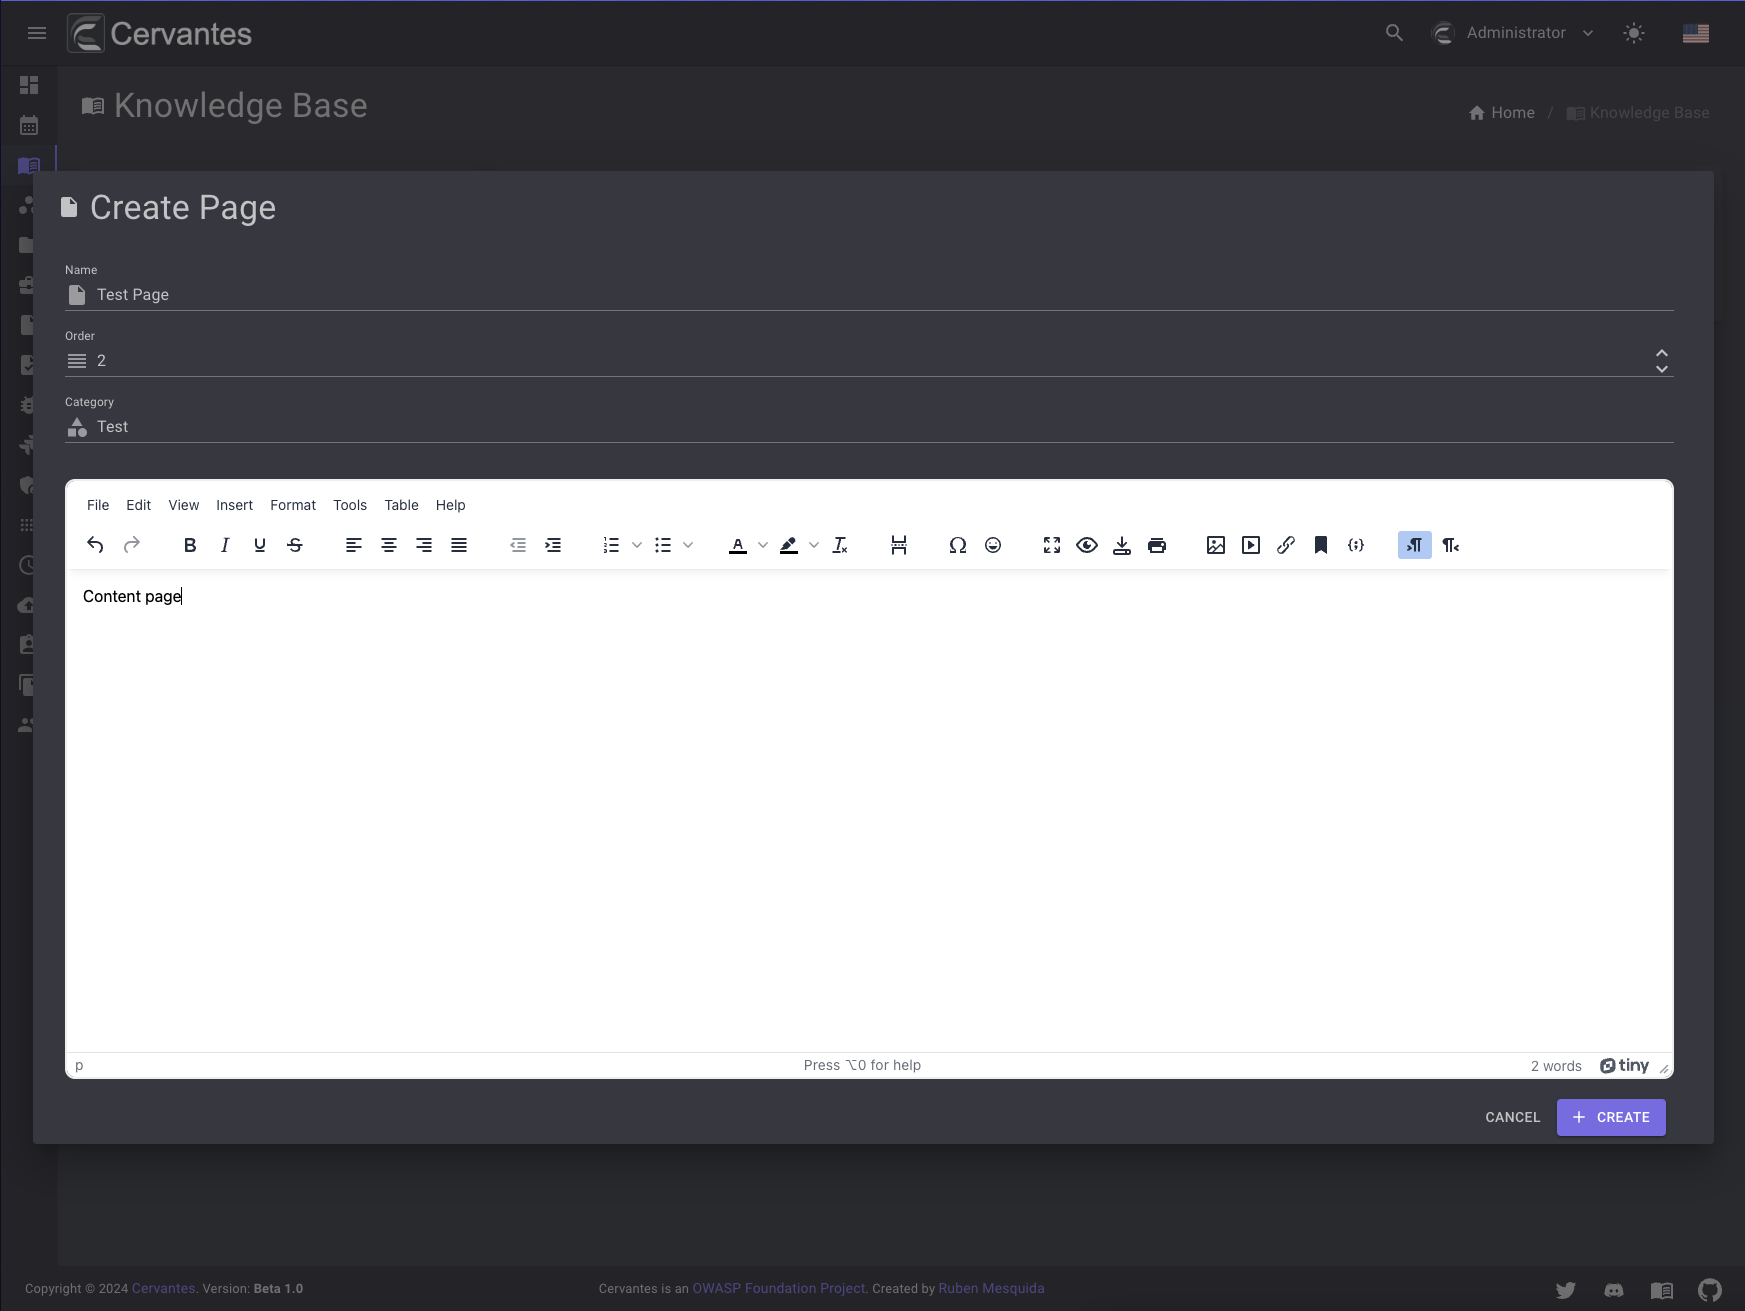 Cervantes
Administrator
Knowledge Base
Home / Knowledge Base
Create Page
Name
Test Page
Order
2
Category
Test
File Edit View Insert Format Tools Table Help
Content page
p
Press ⌥0 for help
2 words
tiny
CANCEL
CREATE
Copyright © 2024 Cervantes. Version: Beta 1.0
Cervantes is an OWASP Foundation Project. Created by Ruben Mesquida